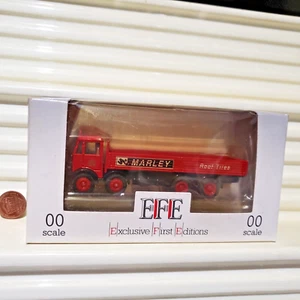 MARLEY
Roof Tiles
EFE
Exclusive First Editions
00
scale
00
scale